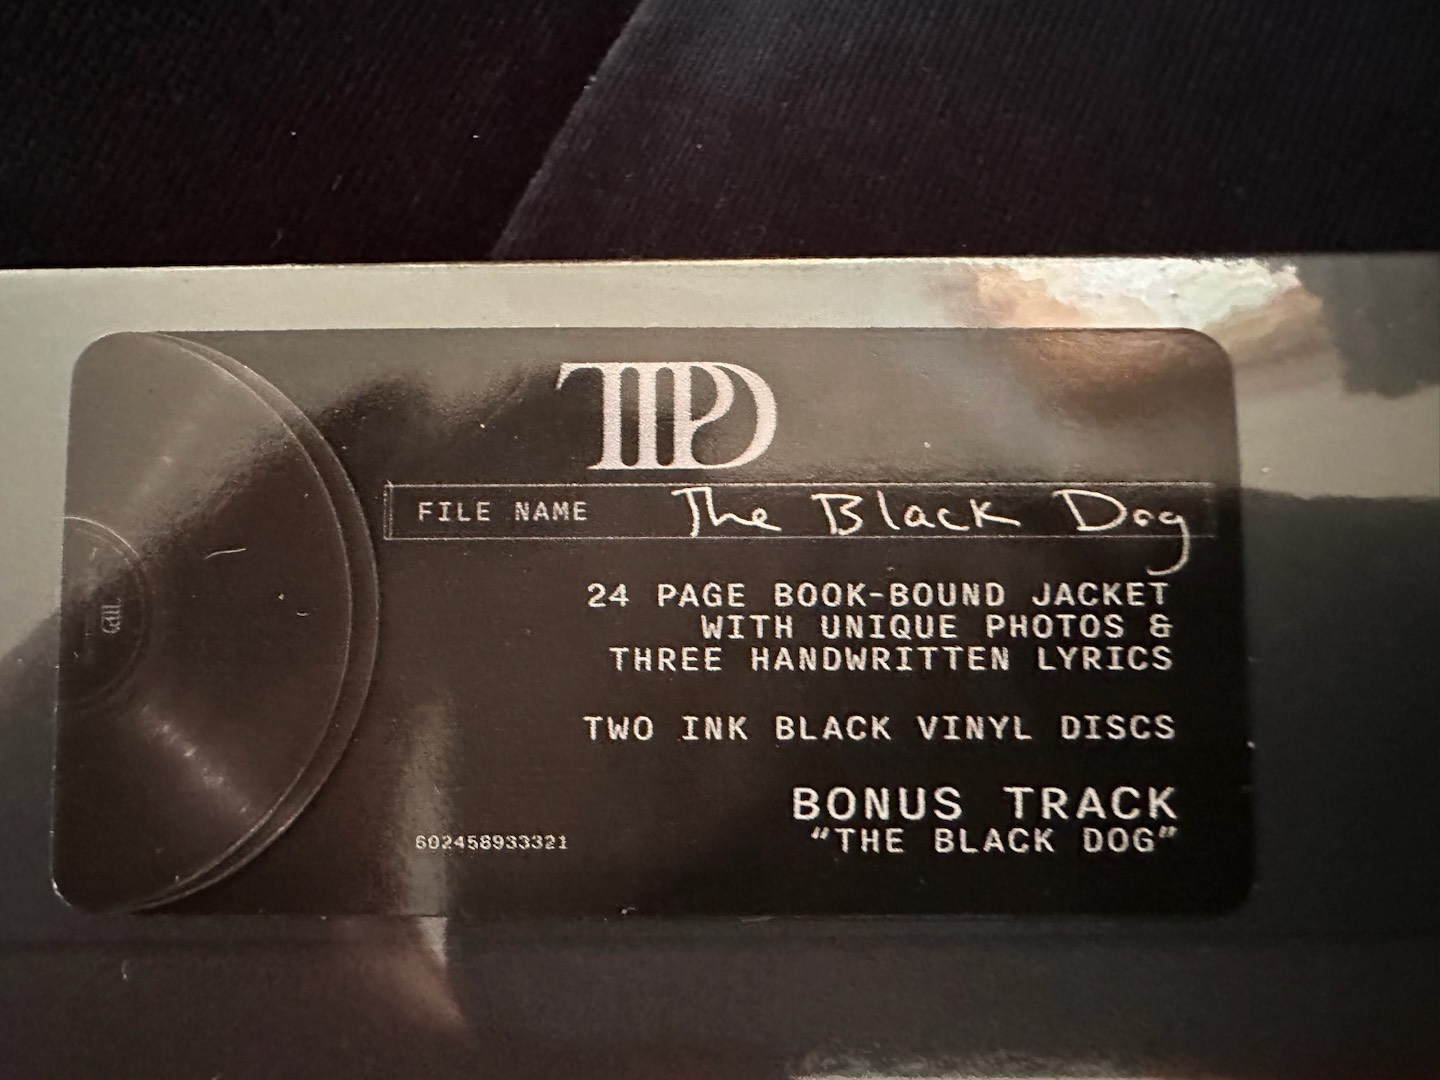 TTPD
FILE NAME The Black Dog
24 PAGE BOOK-BOUND JACKET
WITH UNIQUE PHOTOS &
THREE HANDWRITTEN LYRICS
TWO INK BLACK VINYL DISCS
BONUS TRACK
"THE BLACK DOG"
602458933321